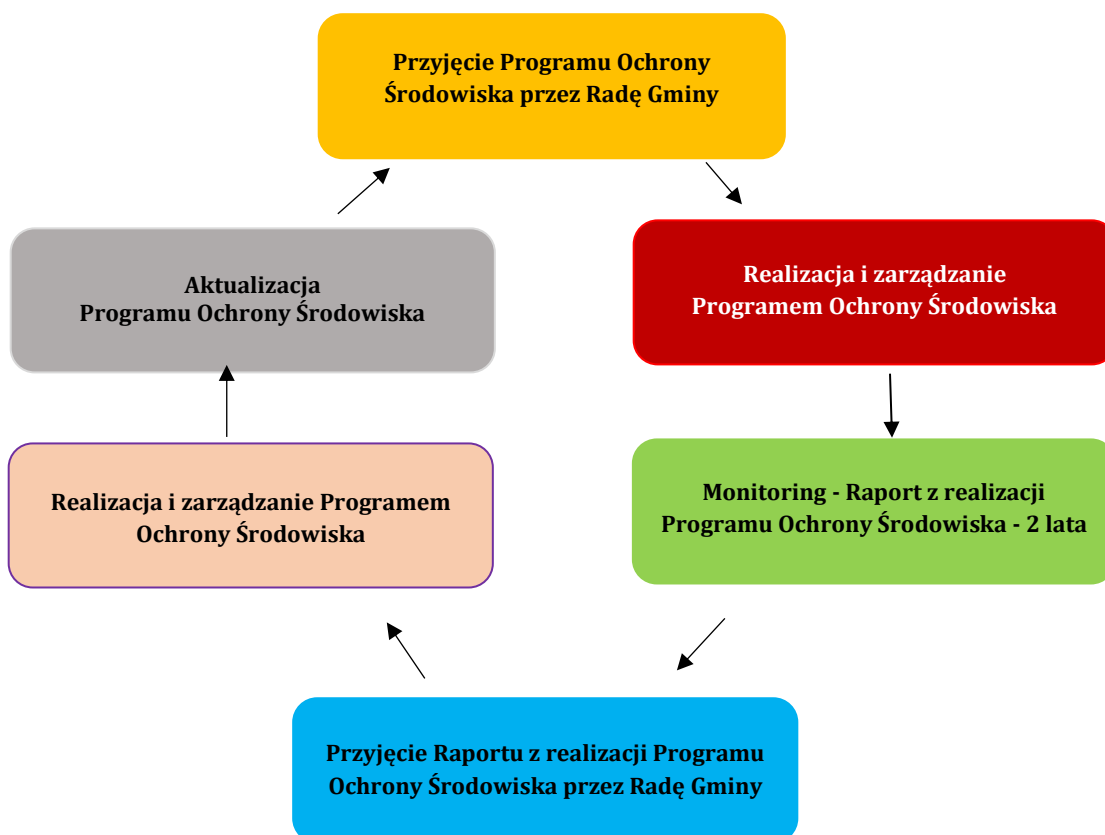 Przyjęcie Programu Ochrony
Środowiska przez Radę Gminy
Realizacja i zarządzanie
Programem Ochrony Środowiska
Monitoring - Raport z realizacji
Programu Ochrony Środowiska - 2 lata
Przyjęcie Raportu z realizacji Programu
Ochrony Środowiska przez Radę Gminy
Realizacja i zarządzanie Programem
Ochrony Środowiska
Aktualizacja
Programu Ochrony Środowiska